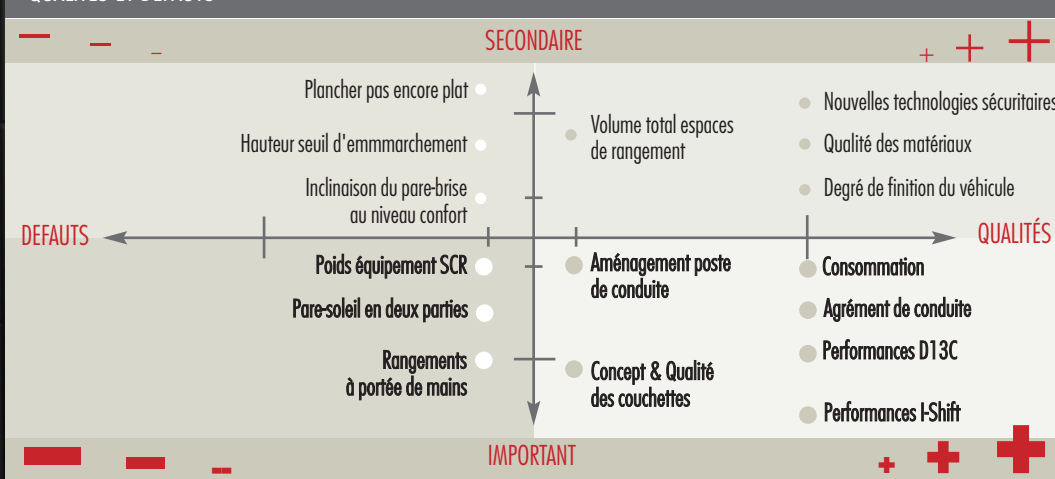 SECONDAIRE
Plancher pas encore plat
Hauteur seuil d'emmmarchement
Inclinaison du pare-brise
au niveau confort
Volume total espaces
de rangement
Nouvelles technologies sécuritaires
Qualité des matériaux
Degré de finition du véhicule
DEFAUTS
QUALITÉS
Poids équipement SCR
Pare-soleil en deux parties
Rangements
à portée de mains
Aménagement poste
de conduite
Concept & Qualité
des couchettes
Consommation
Agrément de conduite
Performances D13C
Performances I-Shift
IMPORTANT